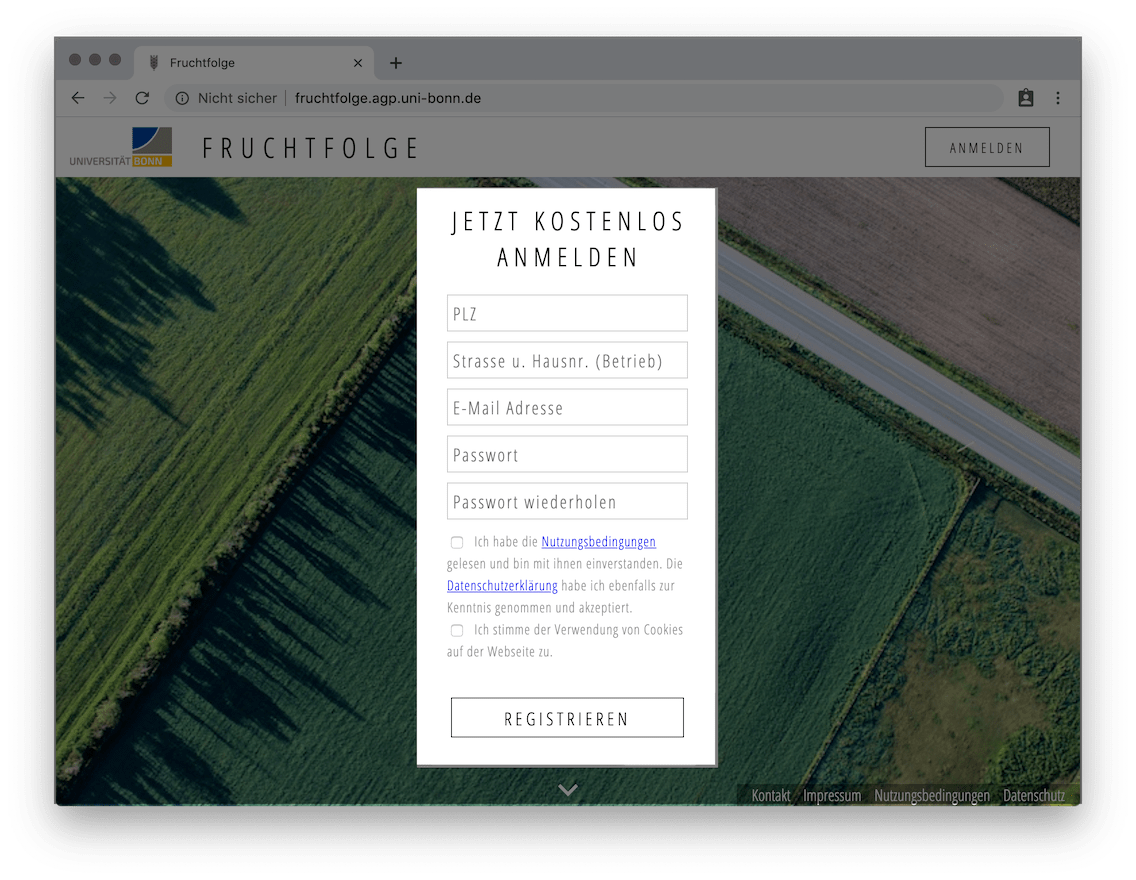 Fruchtfolge
Nicht sicher fruchtfolge.agp.uni-bonn.de
UNIVERSITÄT BONN
FRUCHTFOLGE
ANMELDEN
JETZT KOSTENLOS
ANMELDEN
PLZ
Strasse u. Hausnr. (Betrieb)
E-Mail Adresse
Passwort
Passwort wiederholen
Ich habe die Nutzungsbedingungen
gelesen und bin mit ihnen einverstanden. Die
Datenschutzerklärung habe ich ebenfalls zur
Kenntnis genommen und akzeptiert.
Ich stimme der Verwendung von Cookies
auf der Webseite zu.
REGISTRIEREN
Kontakt Impressum Nutzungsbedingungen Datenschutz